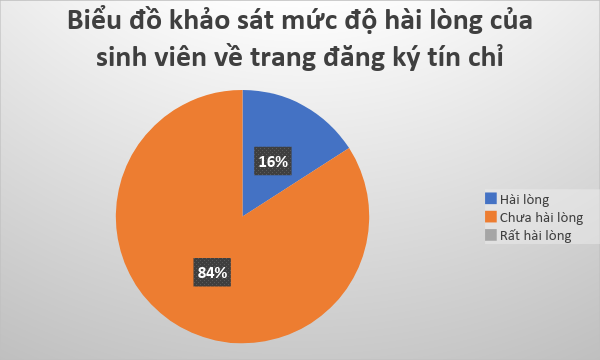 Biểu đồ khảo sát mức độ hài lòng của
sinh viên về trang đăng ký tín chỉ
16%
84%
Hài lòng
Chưa hài lòng
Rất hài lòng